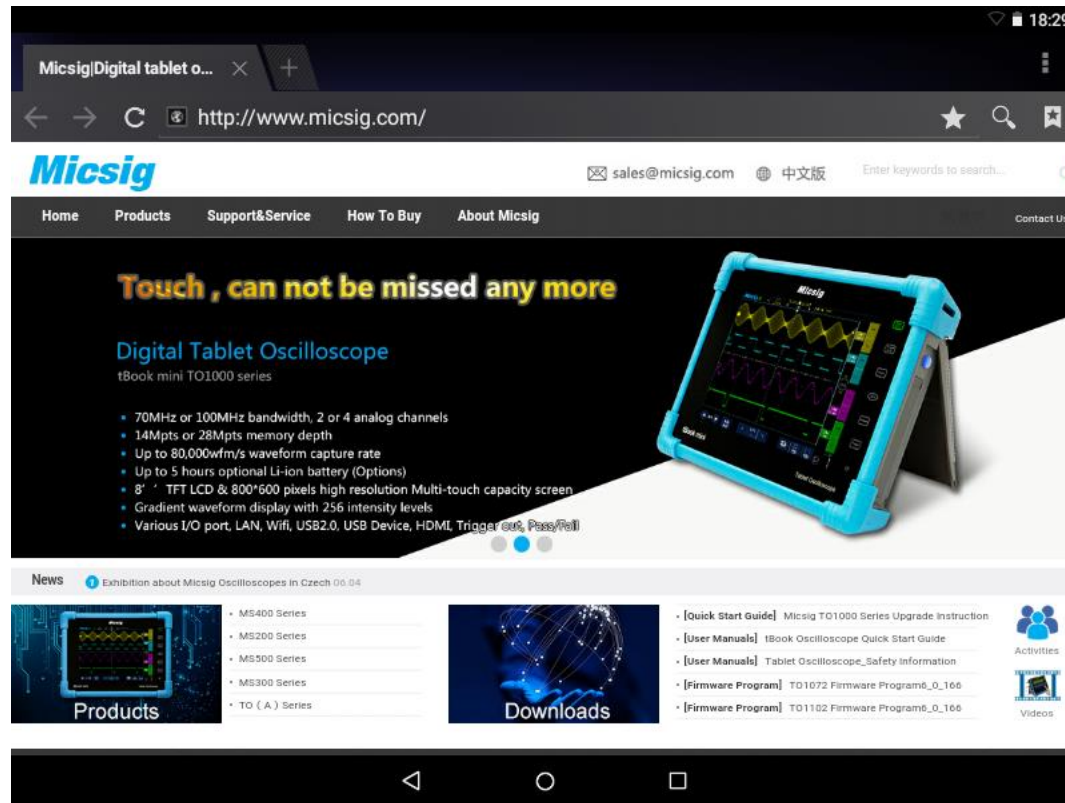 18:29
Micsig|Digital tablet o...
http://www.micsig.com/
Micsig
sales@micsig.com
中文版
Enter keywords to search...
Home Products Support&Service How To Buy About Micsig
Contact Us
Touch , can not be missed any more
Digital Tablet Oscilloscope
tBook mini TO1000 series
70MHz or 100MHz bandwidth, 2 or 4 analog channels
14Mpts or 28Mpts memory depth
Up to 80,000wfm/s waveform capture rate
Up to 5 hours optional Li-ion battery (Options)
8' ' TFT LCD & 800*600 pixels high resolution Multi-touch capacity screen
Gradient waveform display with 256 intensity levels
Various I/O port, LAN, Wifi, USB2.0, USB Device, HDMI, Trigger out, Pass/Fail
Micsig
tBook mini
Tablet Oscilloscope
News
1 Exhibition about Micsig Oscilloscopes in Czech 06.04
Products
MS400 Series
MS200 Series
MS500 Series
MS300 Series
TO ( A ) Series
Downloads
[Quick Start Guide] Micsig TO1000 Series Upgrade Instruction
[User Manuals] tBook Oscilloscope Quick Start Guide
[User Manuals] Tablet Oscilloscope_Safety Information
[Firmware Program] TO1072 Firmware Program6_0_166
[Firmware Program] TO1102 Firmware Program6_0_166
Activities
Videos